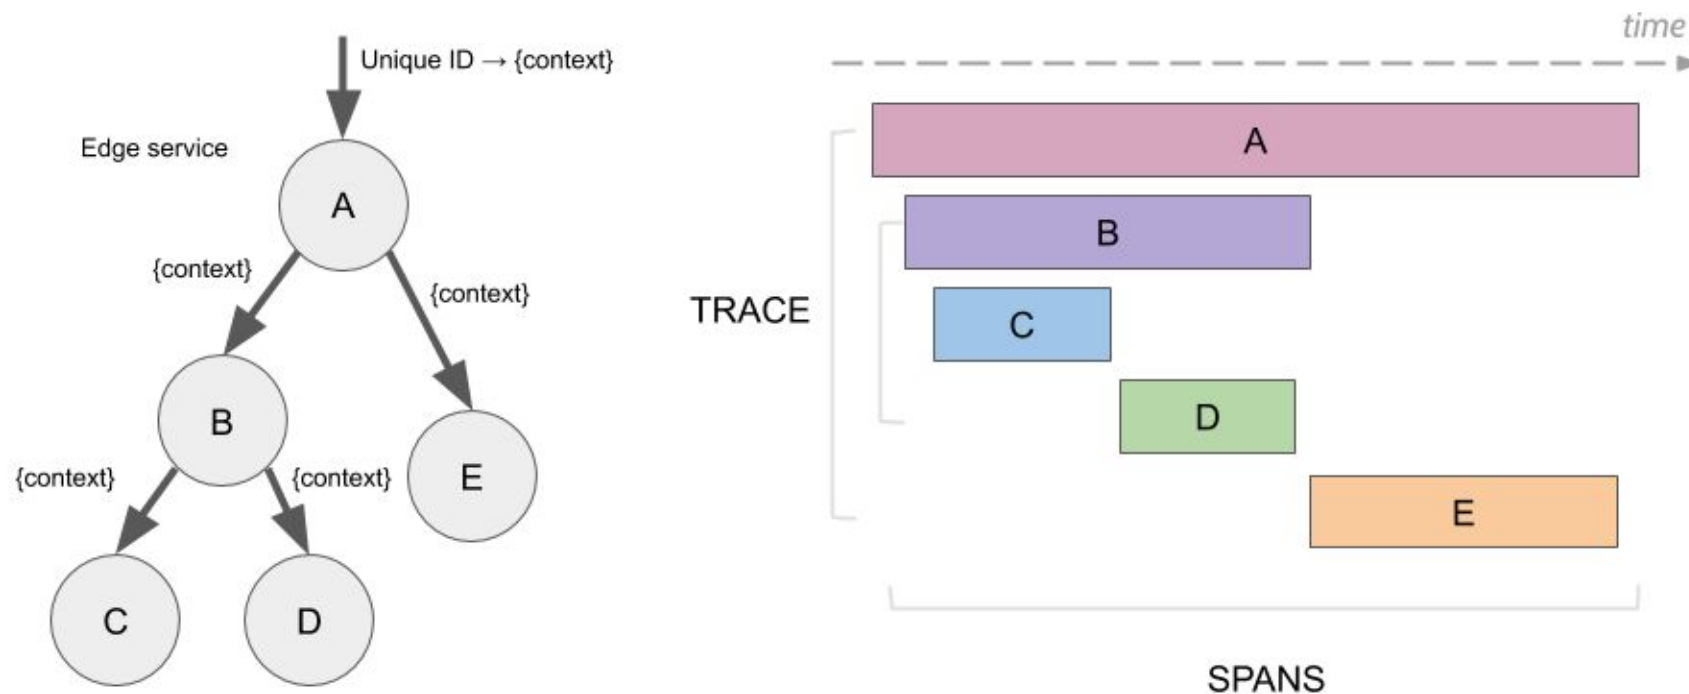 Unique ID → {context}
Edge service
A
{context}
{context}
B
E
{context}
{context}
C
D
time
A
B
TRACE
C
D
E
SPANS